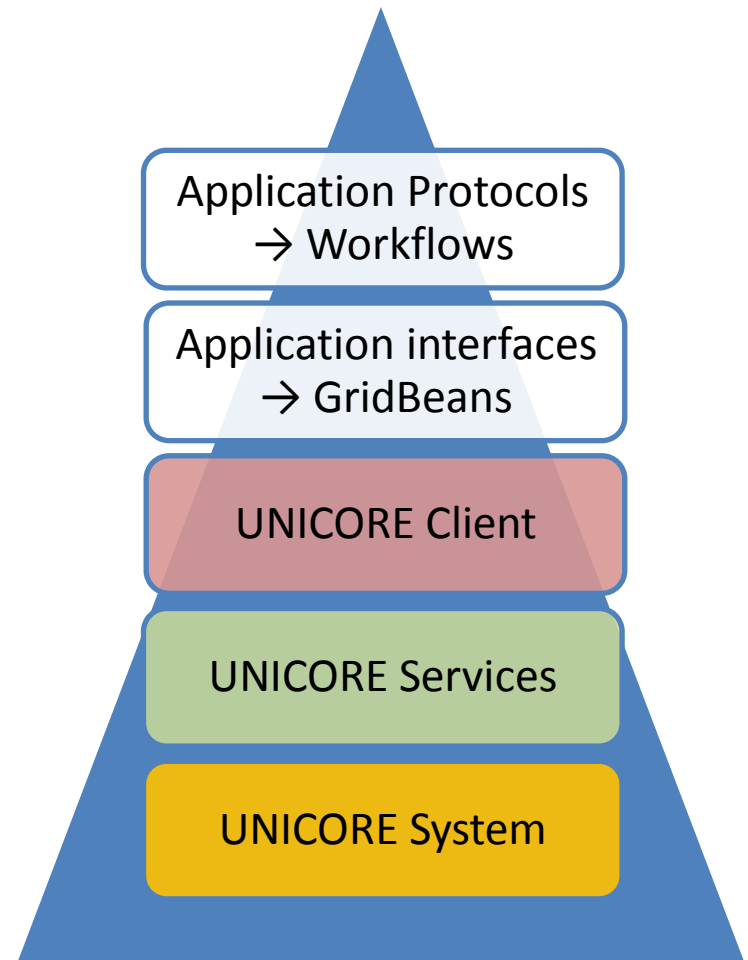 Application Protocols
→ Workflows
Application interfaces
→ GridBeans
UNICORE Client
UNICORE Services
UNICORE System